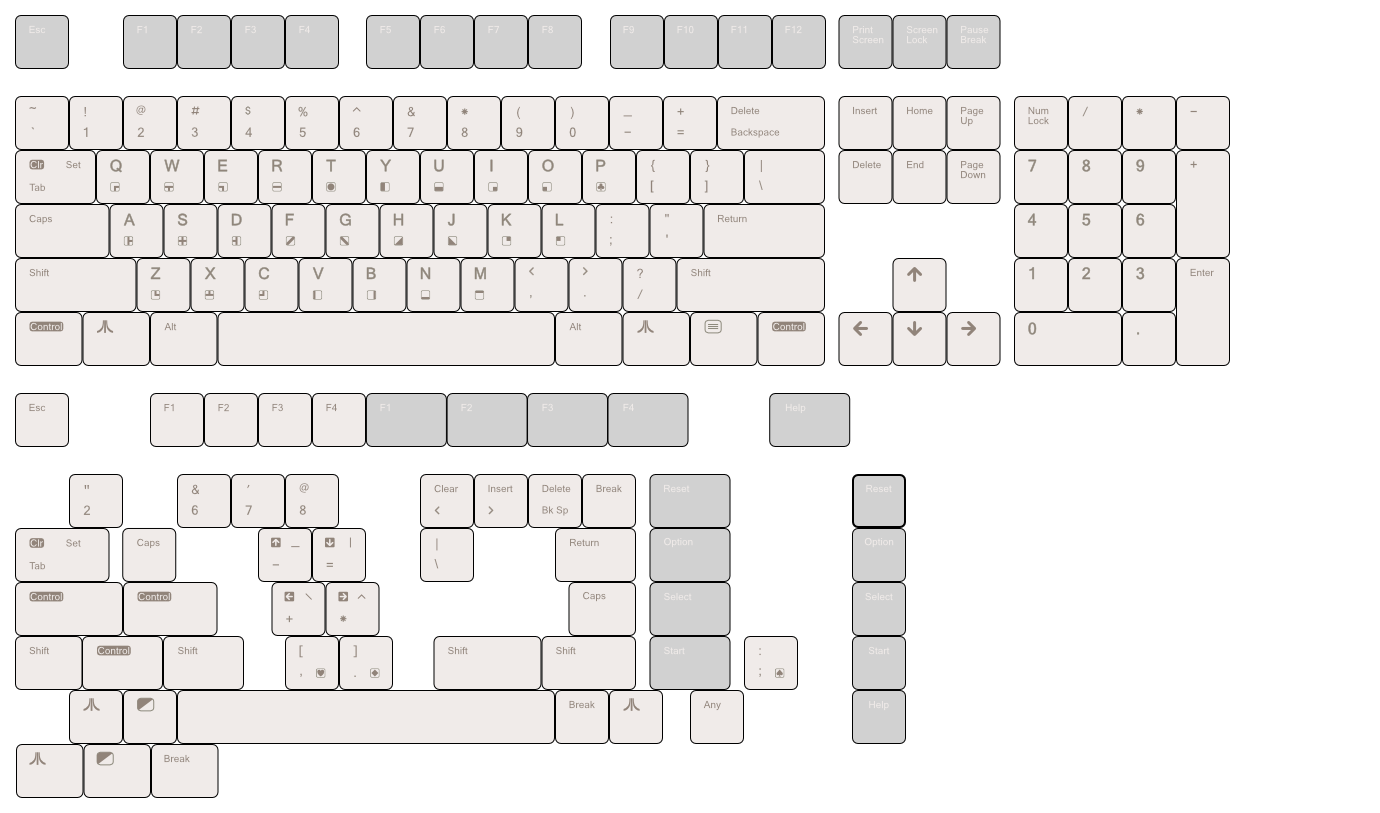 Esc F1 F2 F3 F4 F5 F6 F7 F8 F9 F10 F11 F12 Print Screen Pause
Screen Lock Break
~ ! @ # $ % ^ & * ( ) _ + Delete Insert Home Page Num / * -
Up Lock
` 1 2 3 4 5 6 7 8 9 0 - = Backspace
Clr Set Q W E R T Y U I O P { } | Delete End Page 7 8 9 +
Down
Tab [ ] \
Caps A S D F G H J K L : " Return 4 5 6
; '
Shift Z X C V B N M < > ? Shift ↑ 1 2 3 Enter
, . /
Control Alt Alt Control ← ↓ → 0 .
Esc F1 F2 F3 F4 F1 F2 F3 F4 Help
" & ' @ Clear Insert Delete Break Reset Reset
2 6 7 8 < > Bk Sp
Clr Set Caps ↑ _ ↓ | | Return Option Option
Tab - = \
Control Control ← \ → ^ Caps Select Select
+ *
Shift Control Shift [ ] Shift Shift Start : Start
, . ;
Break Any Help
Break